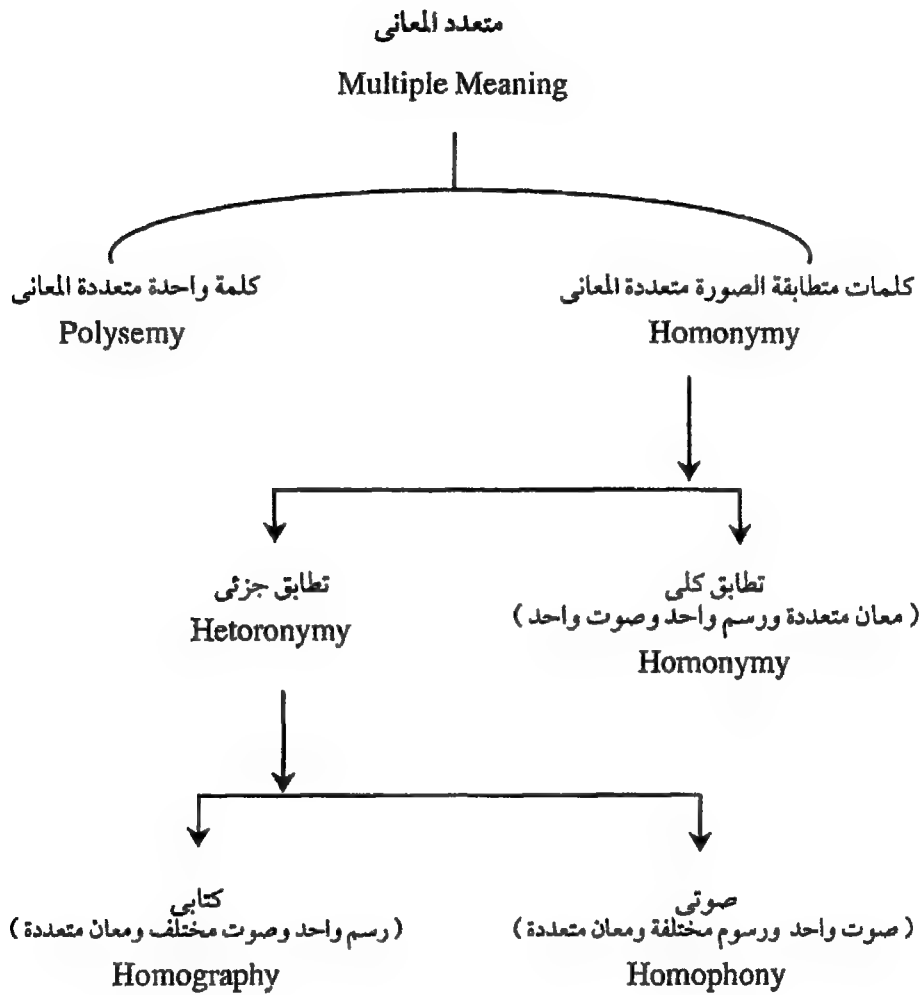 متعدد المعانى
Multiple Meaning
كلمات متطابقة الصورة متعددة المعانى
Homonymy
كلمة واحدة متعددة المعانى
Polysemy
تطابق كلى
( معان متعددة ورسم واحد وصوت واحد )
Homonymy
تطابق جزئى
Hetoronymy
صوتى
( صوت واحد ورسوم مختلفة ومعان متعددة )
Homophony
كتابى
( رسم واحد وصوت مختلف ومعان متعددة )
Homography